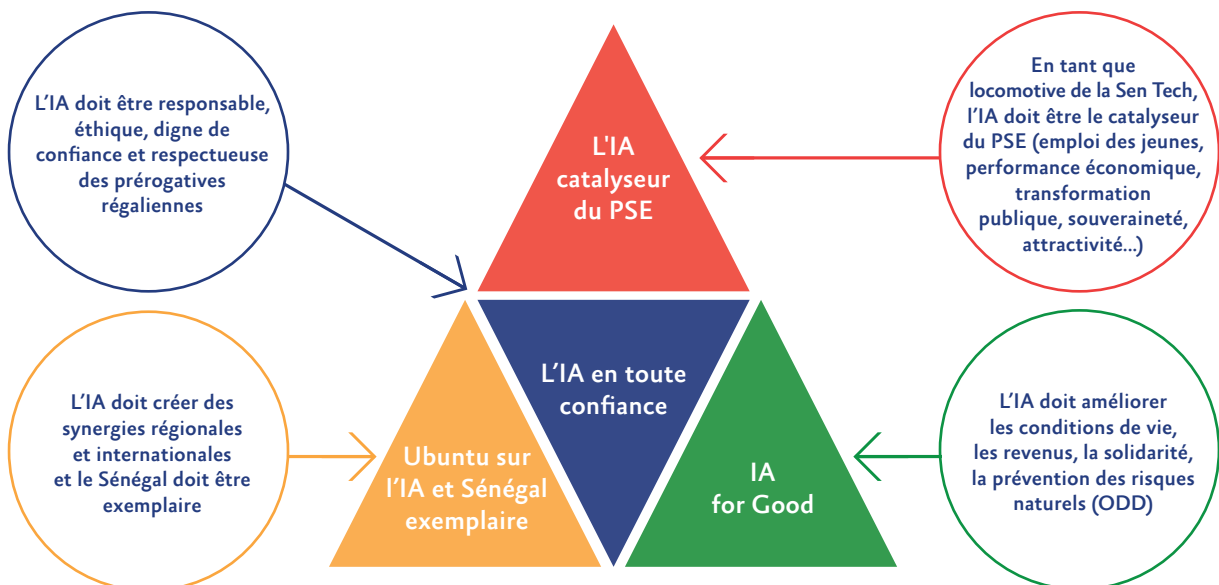 L’IA doit être responsable,
éthique, digne de
confiance et respectueuse
des prérogatives
régaliennes
L'IA
catalyseur
du PSE
En tant que
locomotive de la Sen Tech,
l’IA doit être le catalyseur
du PSE (emploi des jeunes,
performance économique,
transformation
publique, souveraineté,
attractivité...)
L’IA doit créer des
synergies régionales
et internationales
et le Sénégal doit être
exemplaire
Ubuntu sur
l’IA et Sénégal
exemplaire
L’IA en toute
confiance
IA
for Good
L’IA doit améliorer
les conditions de vie,
les revenus, la solidarité,
la prévention des risques
naturels (ODD)